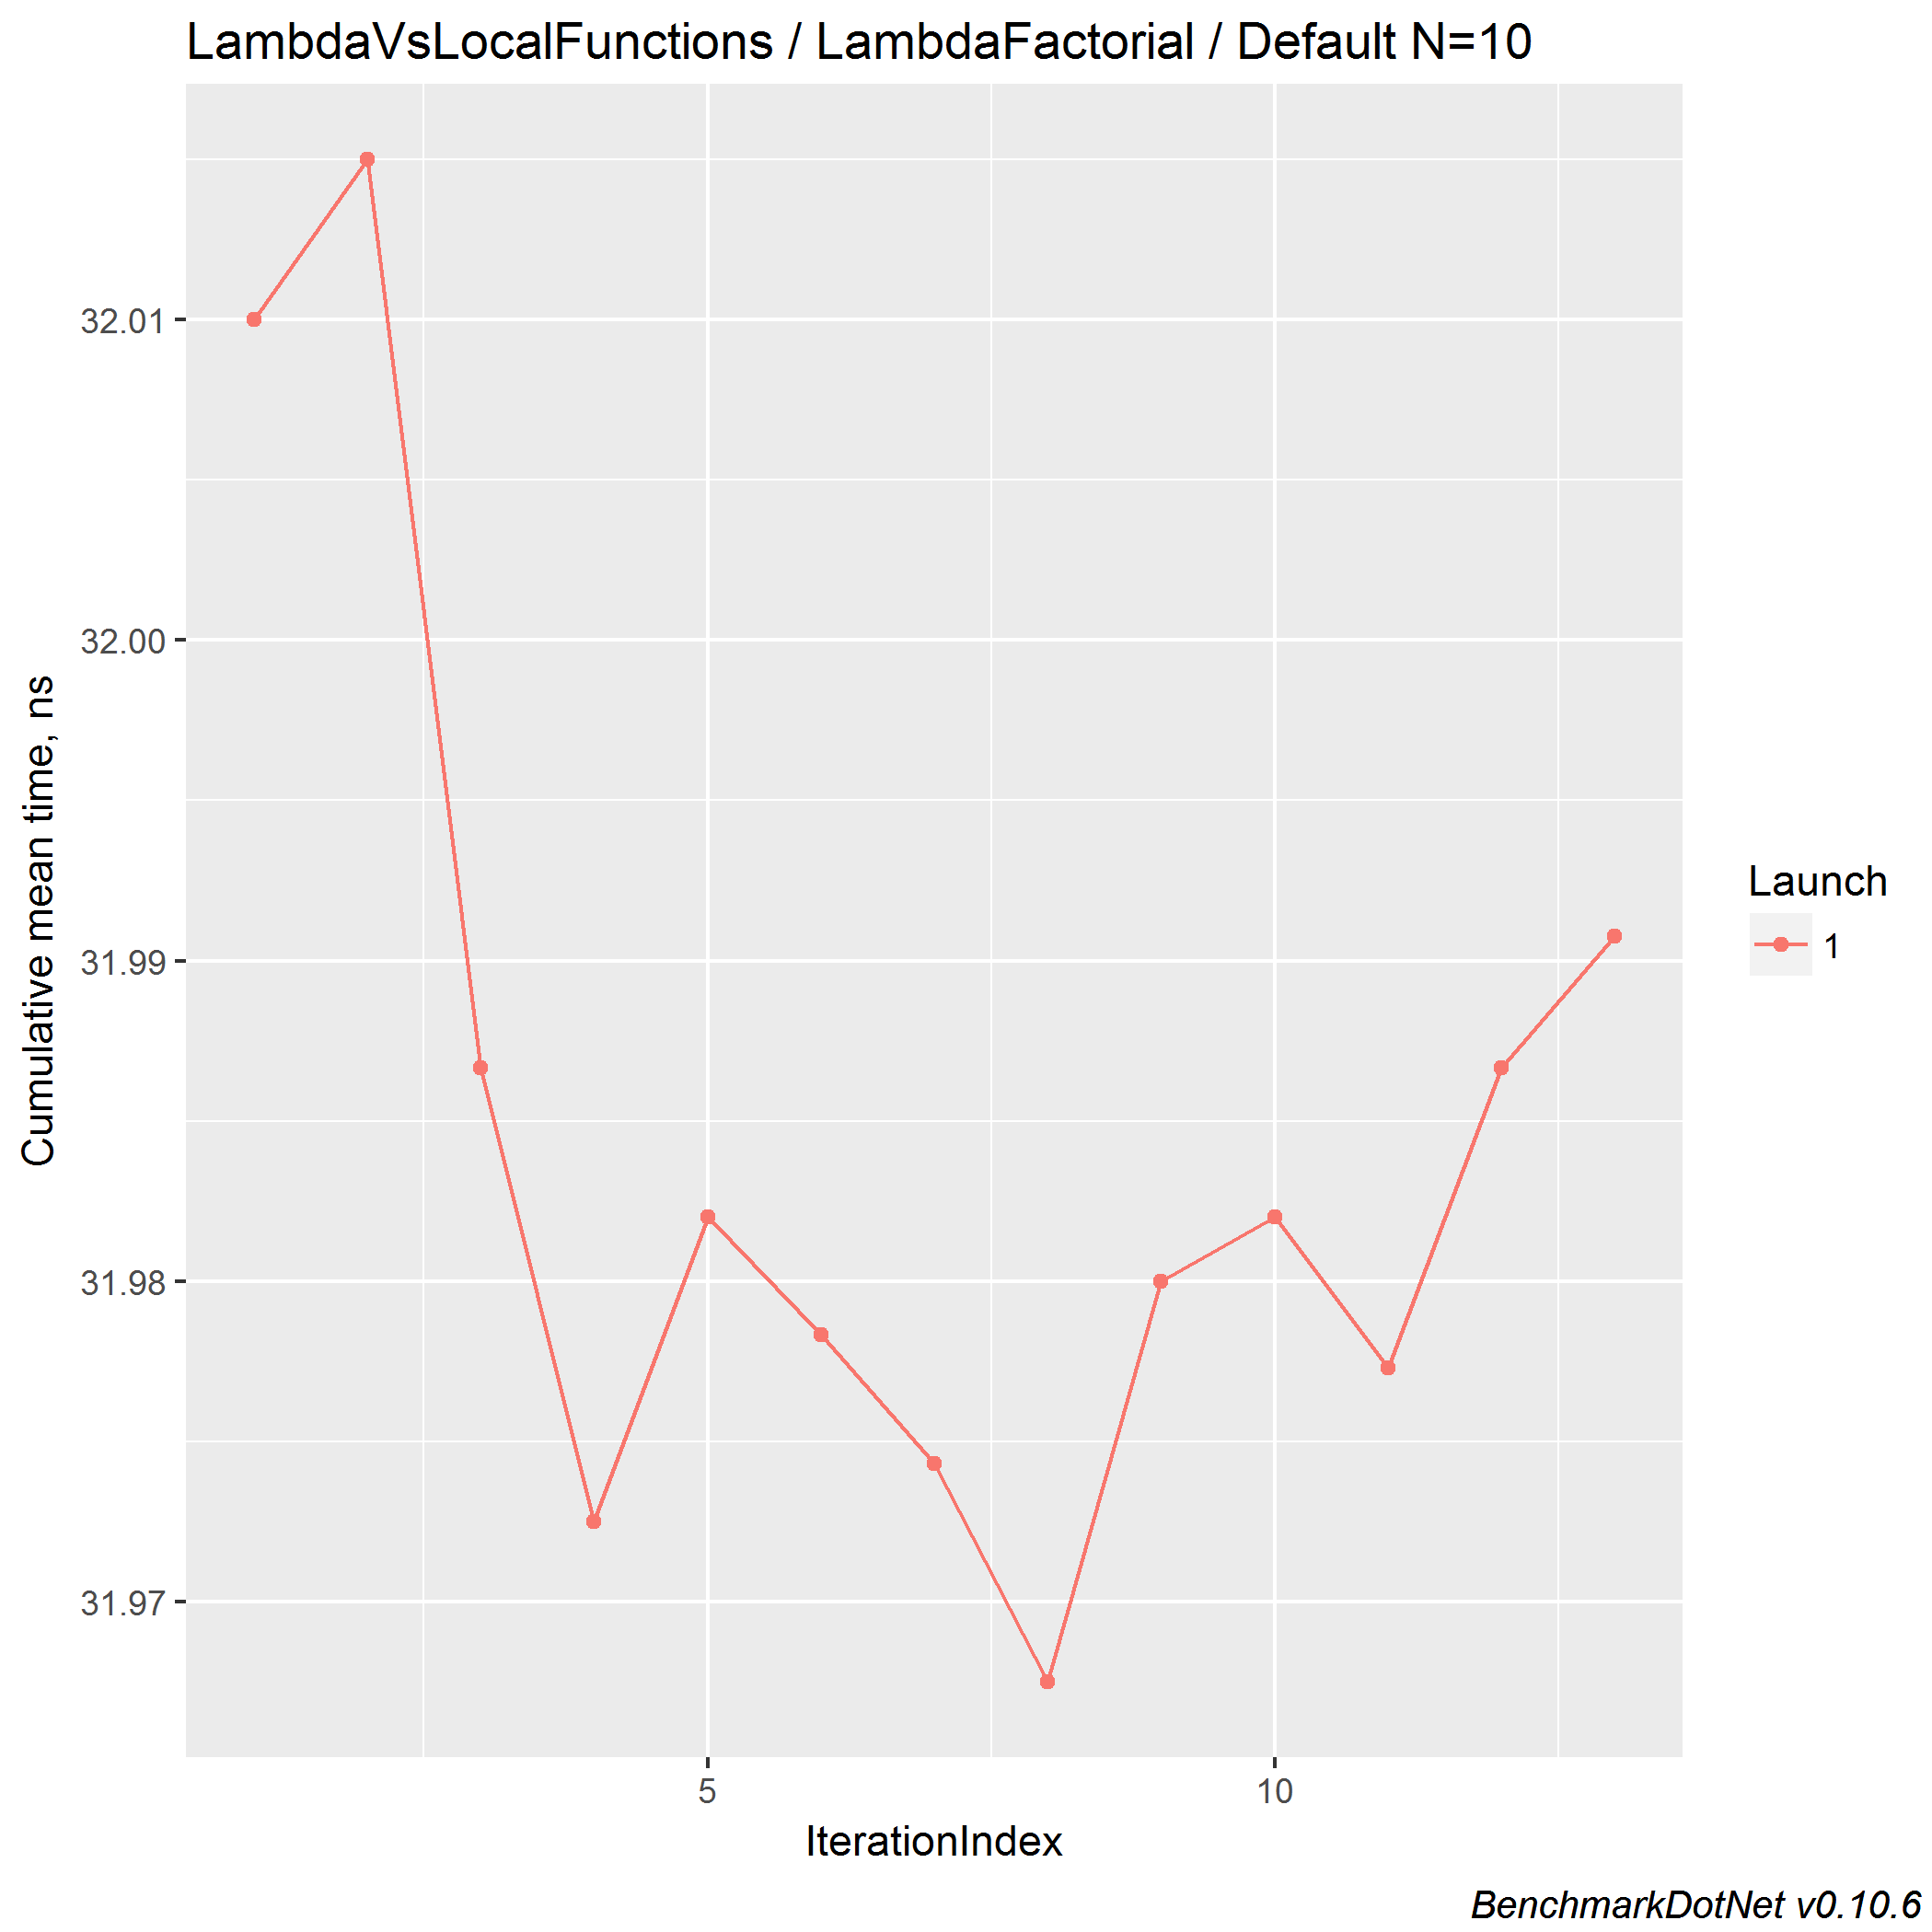 LambdaVsLocalFunctions / LambdaFactorial / Default N=10
Cumulative mean time, ns
32.01
32.00
31.99
31.98
31.97
5
10
IterationIndex
Launch
1
BenchmarkDotNet v0.10.6